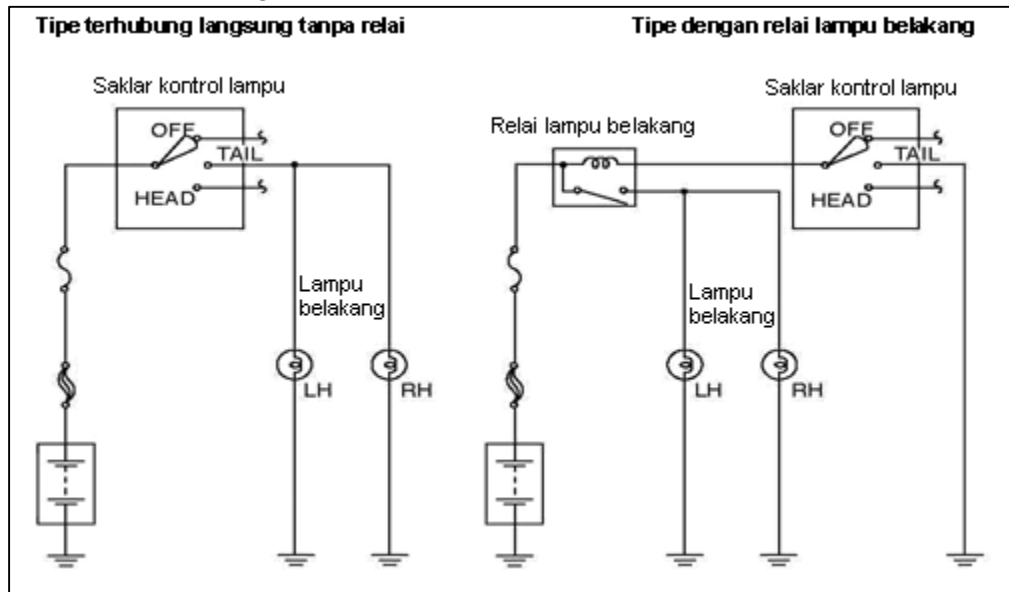 Tipe terhubung langsung tanpa relai
Tipe dengan relai lampu belakang
Saklar kontrol lampu
OFF
TAIL
HEAD
Lampu
belakang
LH
RH
Saklar kontrol lampu
Relai lampu belakang
OFF
TAIL
HEAD
Lampu
belakang
LH
RH